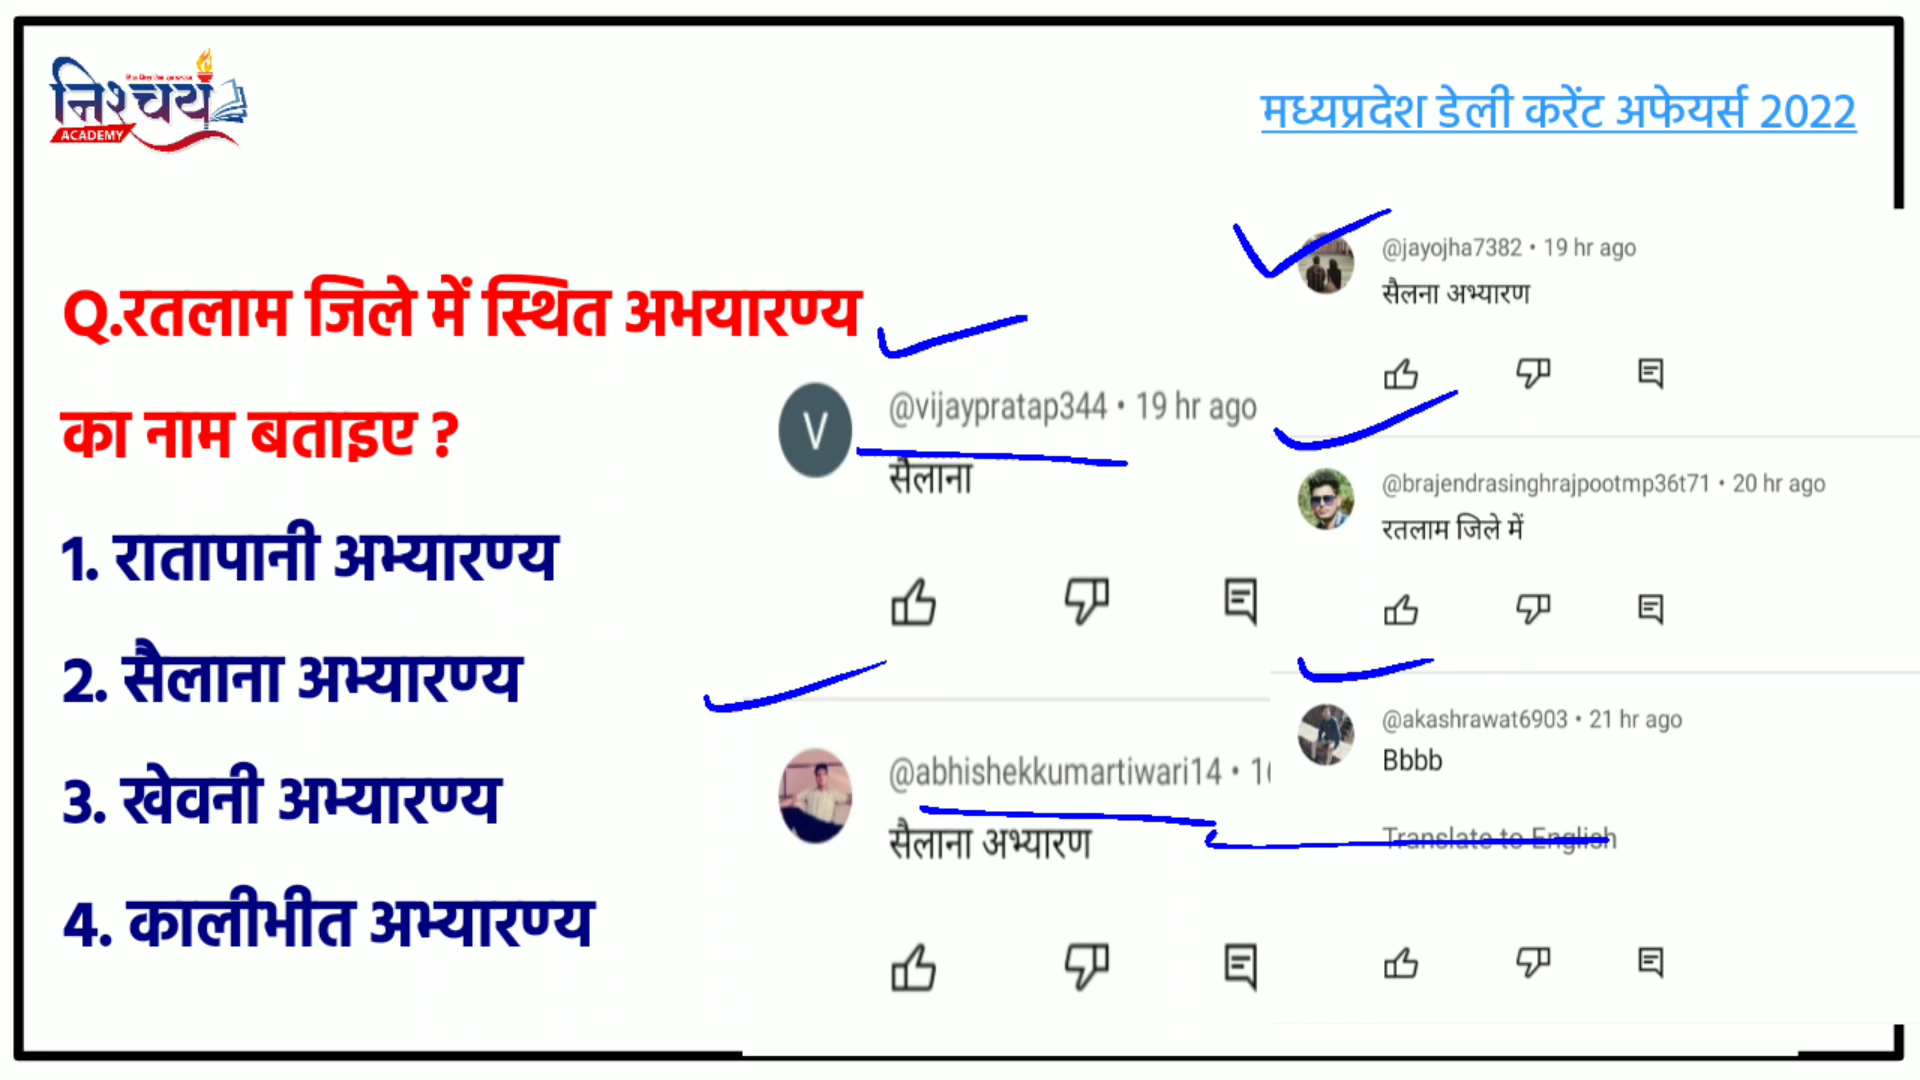 निश्चय
ACADEMY
मध्यप्रदेश डेली करेंट अफेयर्स 2022
Q.रतलाम जिले में स्थित अभयारण्य
का नाम बताइए ?
1. रातापानी अभ्यारण्य
2. सैलाना अभ्यारण्य
3. खेवनी अभ्यारण्य
4. कालीभीत अभ्यारण्य
V
@vijaypratap344 • 19 hr ago
सैलाना
@abhishekkumartiwari14 •
सैलाना अभ्यारण
@jayojha7382 • 19 hr ago
सैलना अभ्यारण
@brajendrasinghrajpootmp36t71 • 20 hr ago
रतलाम जिले में
@akashrawat6903 • 21 hr ago
Bbbb
Translate to English